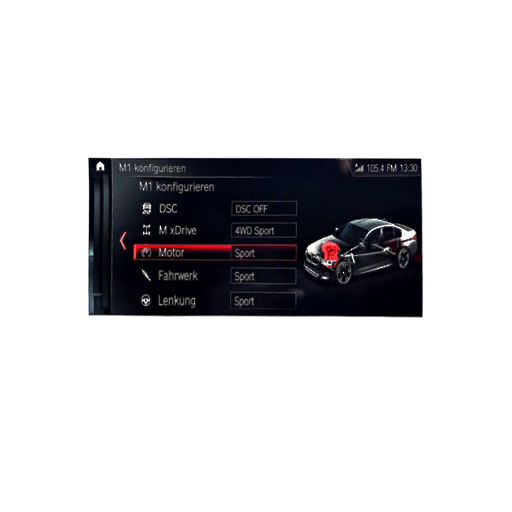 M1 konfigurieren 105.4 FM 13:30
M1 konfigurieren
DSC DSC OFF
M xDrive 4WD Sport
Motor Sport
Fahrwerk Sport
Lenkung Sport